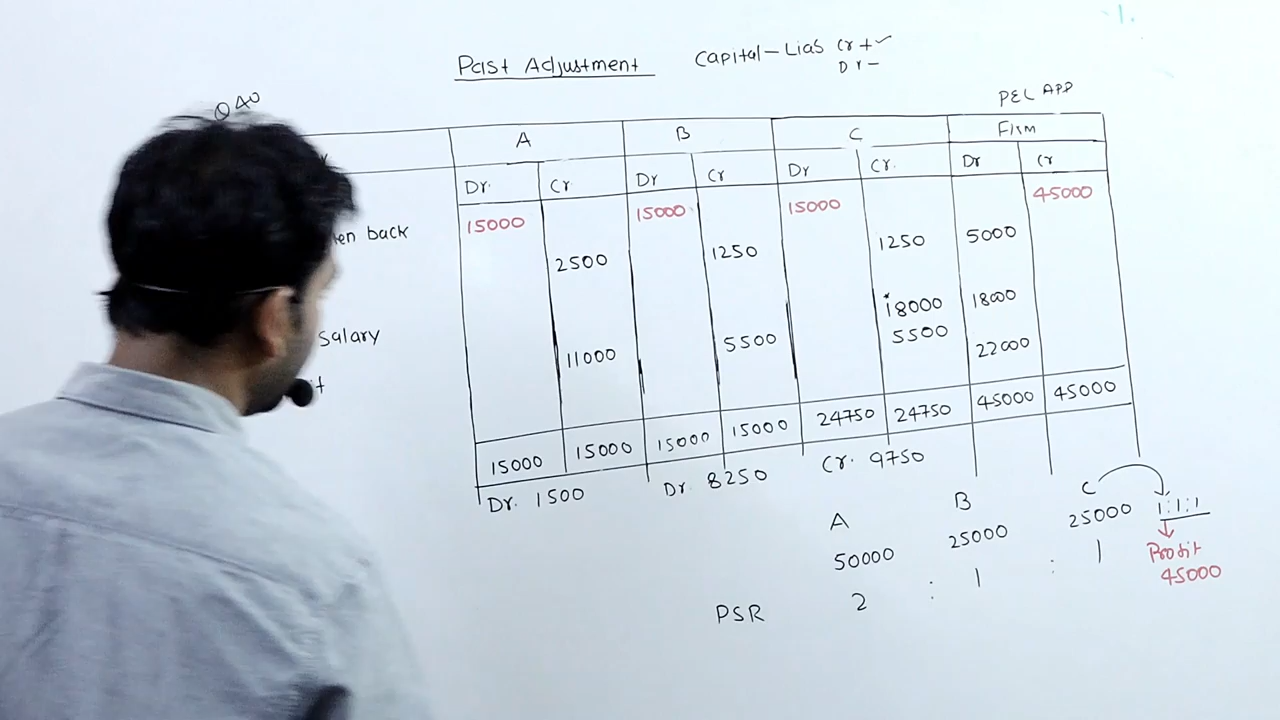 Past Adjustment
Capital - Lias Cr + ✓
Dr -
Q 40
P&L APP
A B C Firm
Dr. Cr Dr Cr Dr Cr. Dr Cr
15000 15000 15000 45000
back 2500 1250 1250 5000
18000 18000
Salary 11000 5500 5500 22000
15000 15000 15000 15000 24750 24750 45000 45000
Dr. 1500 Dr. 8250 Cr. 9750
A B C 1:1:1
50000 25000 25000 Profit
45000
PSR 2 : 1 : 1